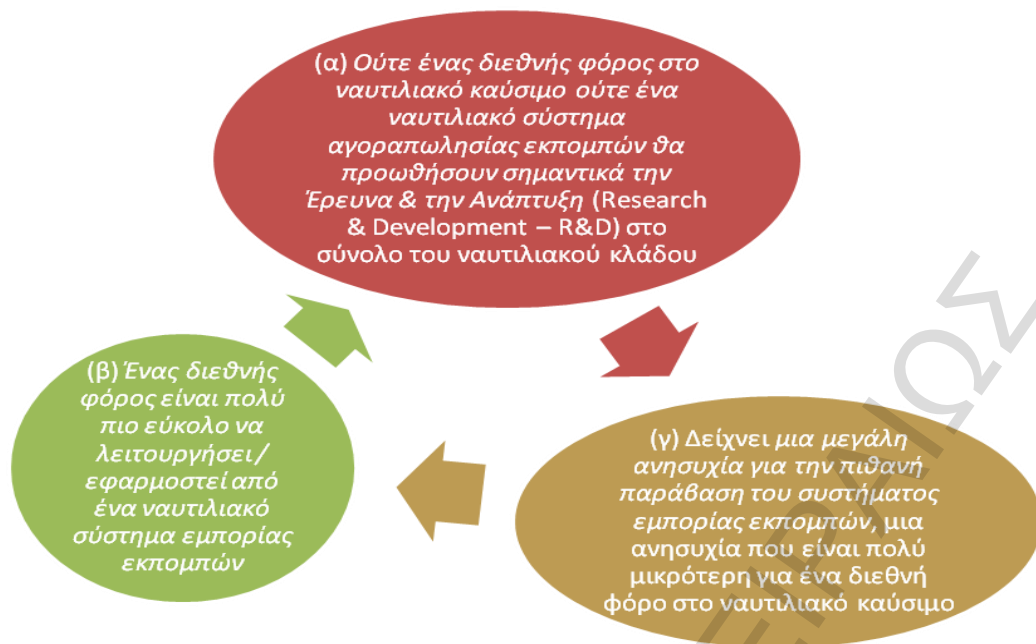 (α) Ούτε ένας διεθνής φόρος στο
ναυτιλιακό καύσιμο ούτε ένα
ναυτιλιακό σύστημα
αγοραπωλησίας εκπομπών θα
προωθήσουν σημαντικά την
Έρευνα & την Ανάπτυξη (Research
& Development – R&D) στο
σύνολο του ναυτιλιακού κλάδου
(β) Ένας διεθνής
φόρος είναι πολύ
πιο εύκολο να
λειτουργήσει /
εφαρμοστεί από
ένα ναυτιλιακό
σύστημα εμπορίας
εκπομπών
(γ) Δείχνει μια μεγάλη
ανησυχία για την πιθανή
παράβαση του συστήματος
εμπορίας εκπομπών, μια
ανησυχία που είναι πολύ
μικρότερη για ένα διεθνή
φόρο στο ναυτιλιακό καύσιμο
ΕΙΡΑΙΩΣ